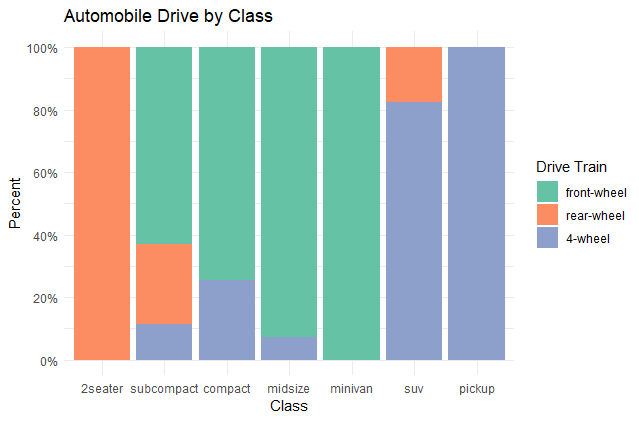 Automobile Drive by Class
Percent
100%
80%
60%
40%
20%
0%
2seater
subcompact
compact
midsize
minivan
suv
pickup
Class
Drive Train
front-wheel
rear-wheel
4-wheel